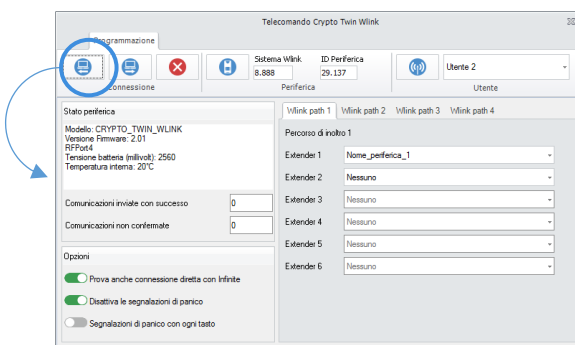 Telecomando Crypto Twin Wlink
Programmazione
Sistema Wlink ID Periferica
8.888 29.137
Utente 2
Connessione Periferica Utente
Stato periferica
Modello: CRYPTO_TWIN_WLINK
Versione Firmware: 2.01
RFPort4
Tensione batteria (millivolt): 2560
Temperatura interna: 20°C
Comunicazioni inviate con successo 0
Comunicazioni non confermate 0
Opzioni
Prova anche connessione diretta con Infinite
Disattiva le segnalazioni di panico
Segnalazioni di panico con ogni tasto
Wlink path 1 Wlink path 2 Wlink path 3 Wlink path 4
Percorso di inoltro 1
Extender 1 Nome_periferica_1
Extender 2 Nessuno
Extender 3 Nessuno
Extender 4 Nessuno
Extender 5 Nessuno
Extender 6 Nessuno